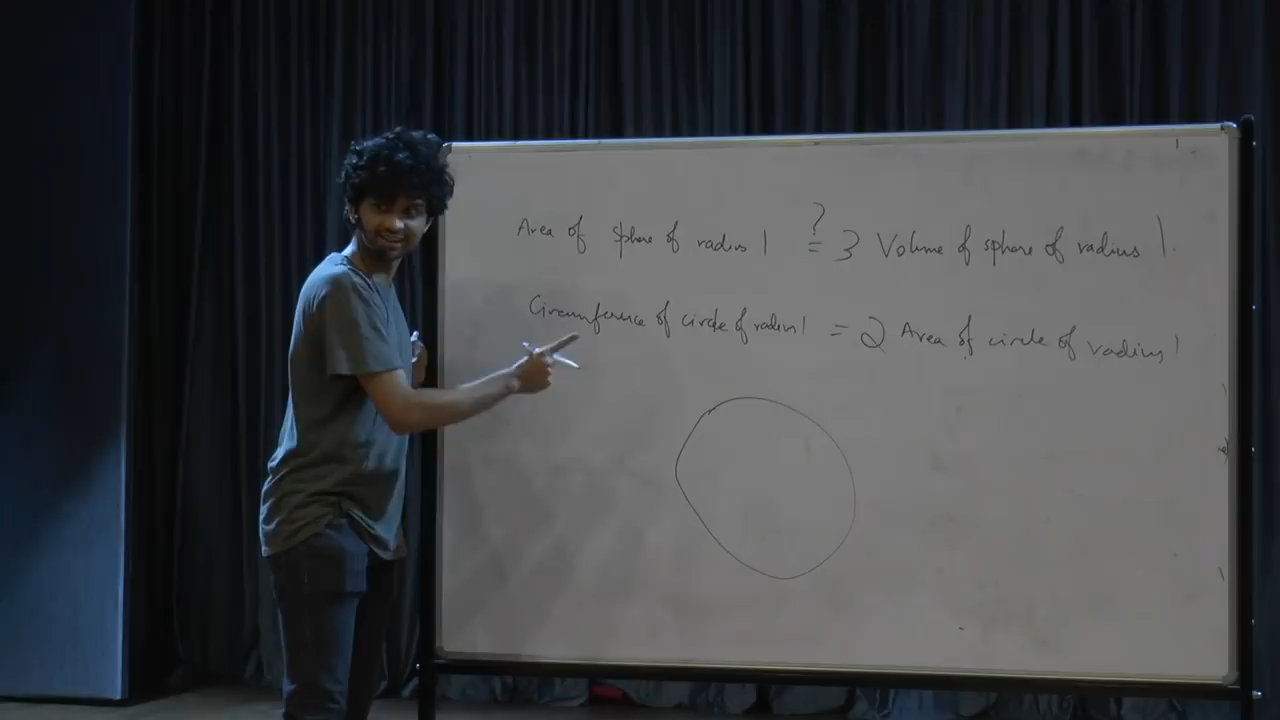 Area of sphere of radius 1 ?= 3 Volume of sphere of radius 1.
Circumference of circle of radius 1 = 2 Area of circle of radius 1